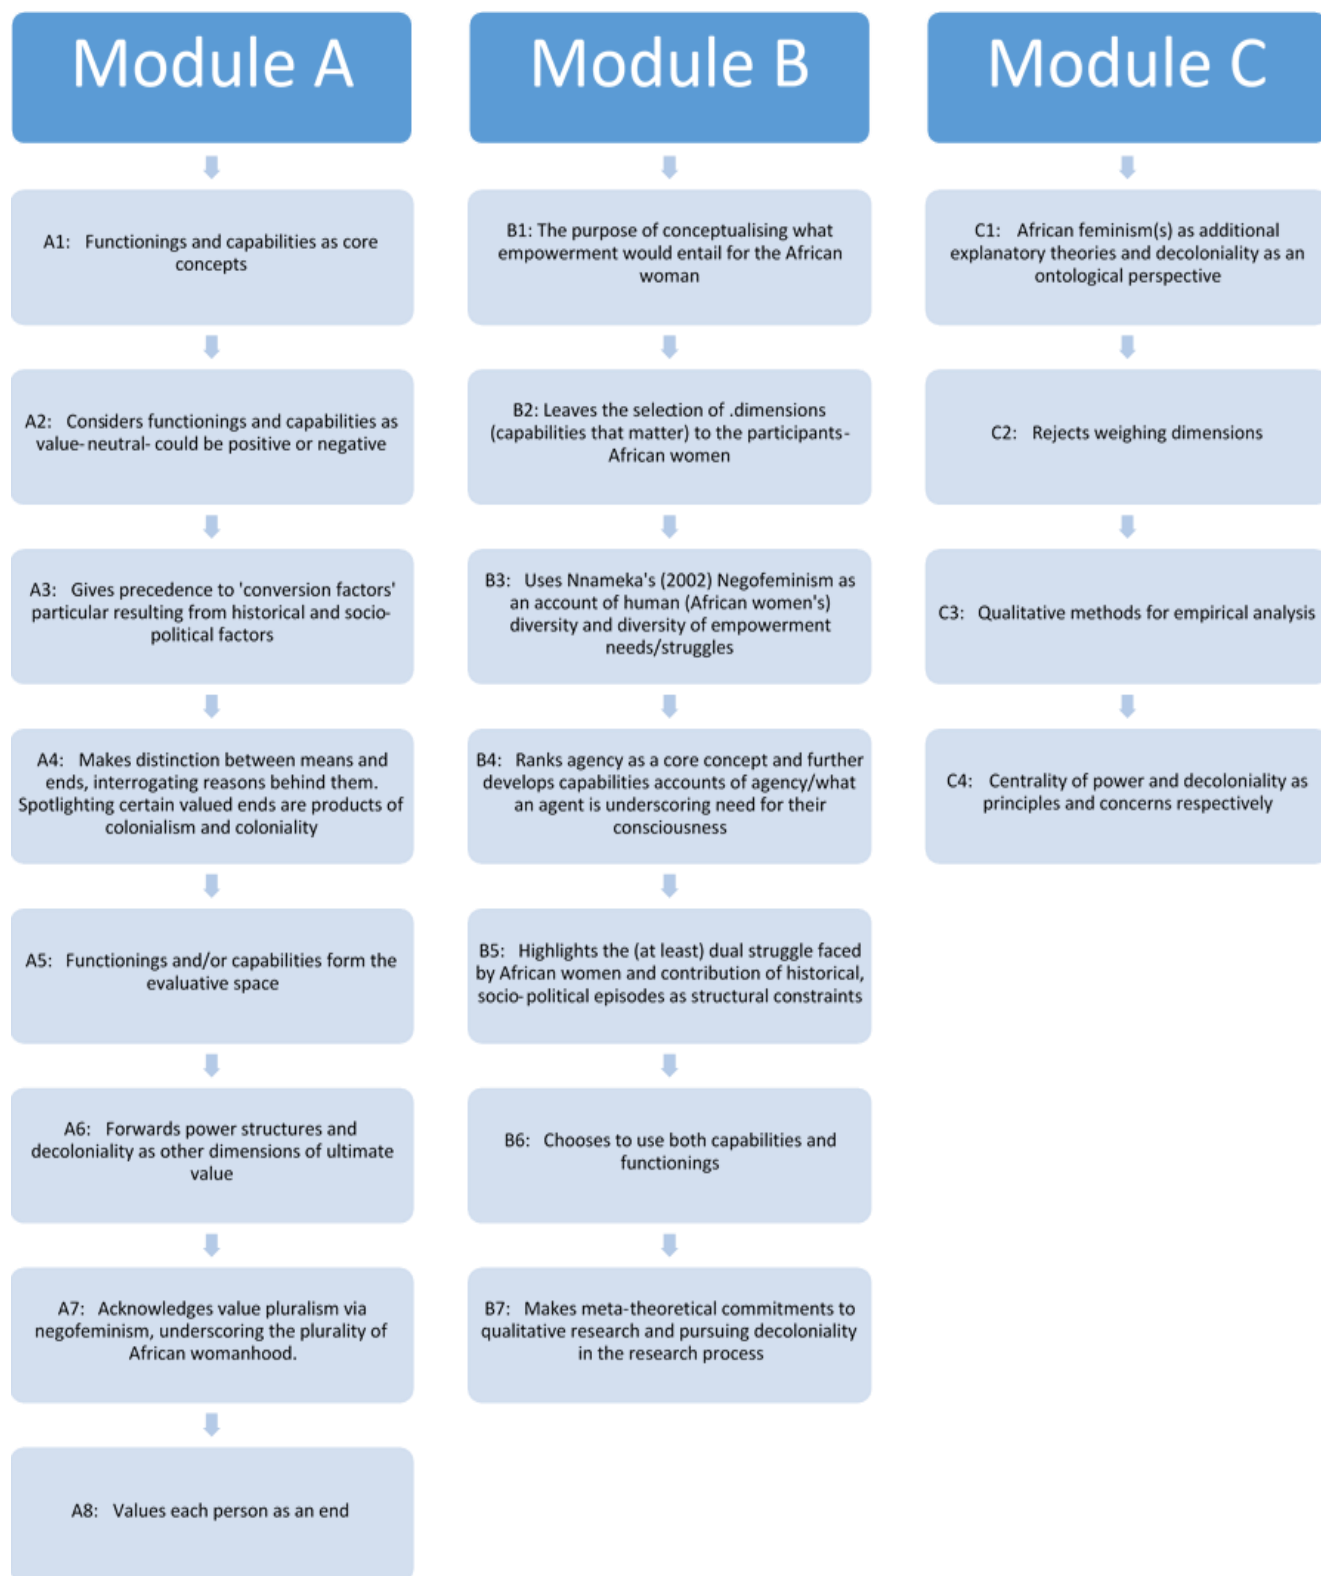 Module A
A1: Functionings and capabilities as core
concepts
A2: Considers functionings and capabilities as
value-neutral- could be positive or negative
A3: Gives precedence to 'conversion factors'
particular resulting from historical and socio-
political factors
A4: Makes distinction between means and
ends, interrogating reasons behind them.
Spotlighting certain valued ends are products of
colonialism and coloniality
A5: Functionings and/or capabilities form the
evaluative space
A6: Forwards power structures and
decoloniality as other dimensions of ultimate
value
A7: Acknowledges value pluralism via
negofeminism, underscoring the plurality of
African womanhood.
A8: Values each person as an end
Module B
B1: The purpose of conceptualising what
empowerment would entail for the African
woman
B2: Leaves the selection of .dimensions
(capabilities that matter) to the participants-
African women
B3: Uses Nnameka's (2002) Negofeminism as
an account of human (African women's)
diversity and diversity of empowerment
needs/struggles
B4: Ranks agency as a core concept and further
develops capabilities accounts of agency/what
an agent is underscoring need for their
consciousness
B5: Highlights the (at least) dual struggle faced
by African women and contribution of historical,
socio-political episodes as structural constraints
B6: Chooses to use both capabilities and
functionings
B7: Makes meta-theoretical commitments to
qualitative research and pursuing decoloniality
in the research process
Module C
C1: African feminism(s) as additional
explanatory theories and decoloniality as an
ontological perspective
C2: Rejects weighing dimensions
C3: Qualitative methods for empirical analysis
C4: Centrality of power and decoloniality as
principles and concerns respectively